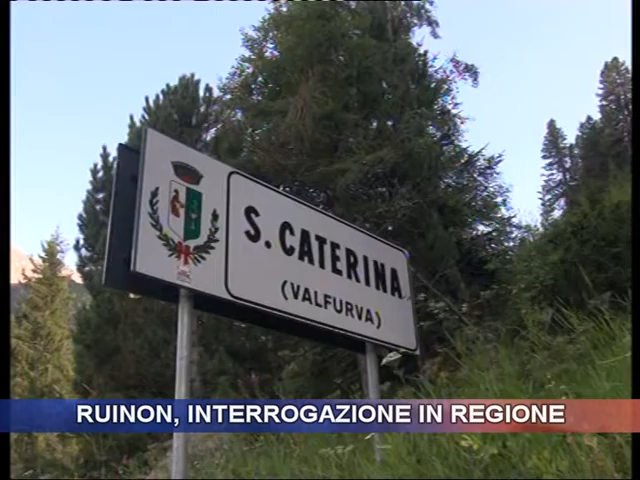 S. CATERINA
(VALFURVA)
RUINON, INTERROGAZIONE IN REGIONE